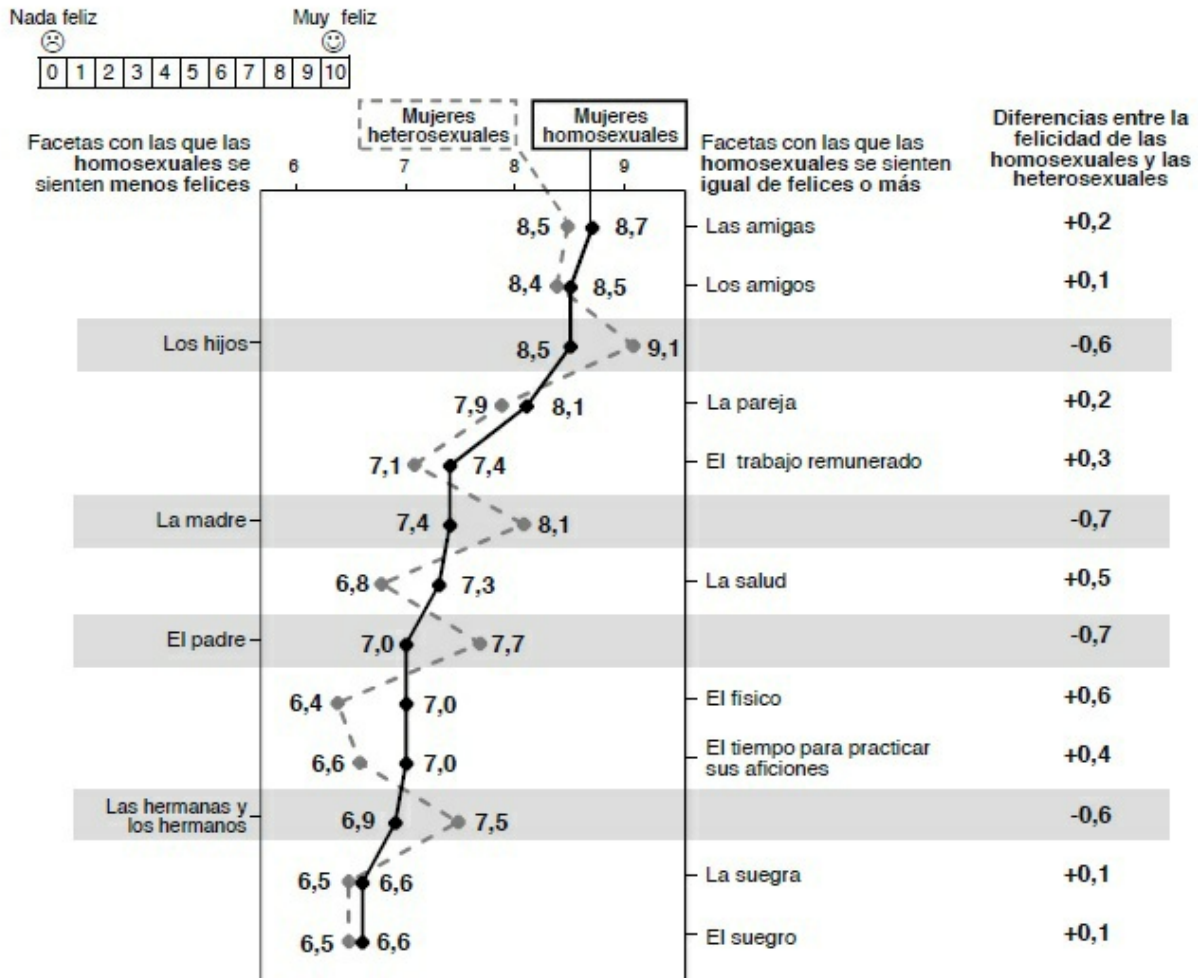 Nada feliz Muy feliz
0 1 2 3 4 5 6 7 8 9 10
Mujeres
heterosexuales
Mujeres
homosexuales
Facetas con las que las
homosexuales se
sienten menos felices
6 7 8 9
Facetas con las que las
homosexuales se sienten
igual de felices o más
Diferencias entre la
felicidad de las
homosexuales y las
heterosexuales
8,5 8,7 Las amigas +0,2
8,4 8,5 Los amigos +0,1
Los hijos 8,5 9,1 -0,6
7,9 8,1 La pareja +0,2
7,1 7,4 El trabajo remunerado +0,3
La madre 7,4 8,1 -0,7
6,8 7,3 La salud +0,5
El padre 7,0 7,7 -0,7
6,4 7,0 El fisico +0,6
6,6 7,0 El tiempo para practicar
sus aficiones +0,4
Las hermanas y
los hermanos 6,9 7,5 -0,6
6,5 6,6 La suegra +0,1
6,5 6,6 El suegro +0,1